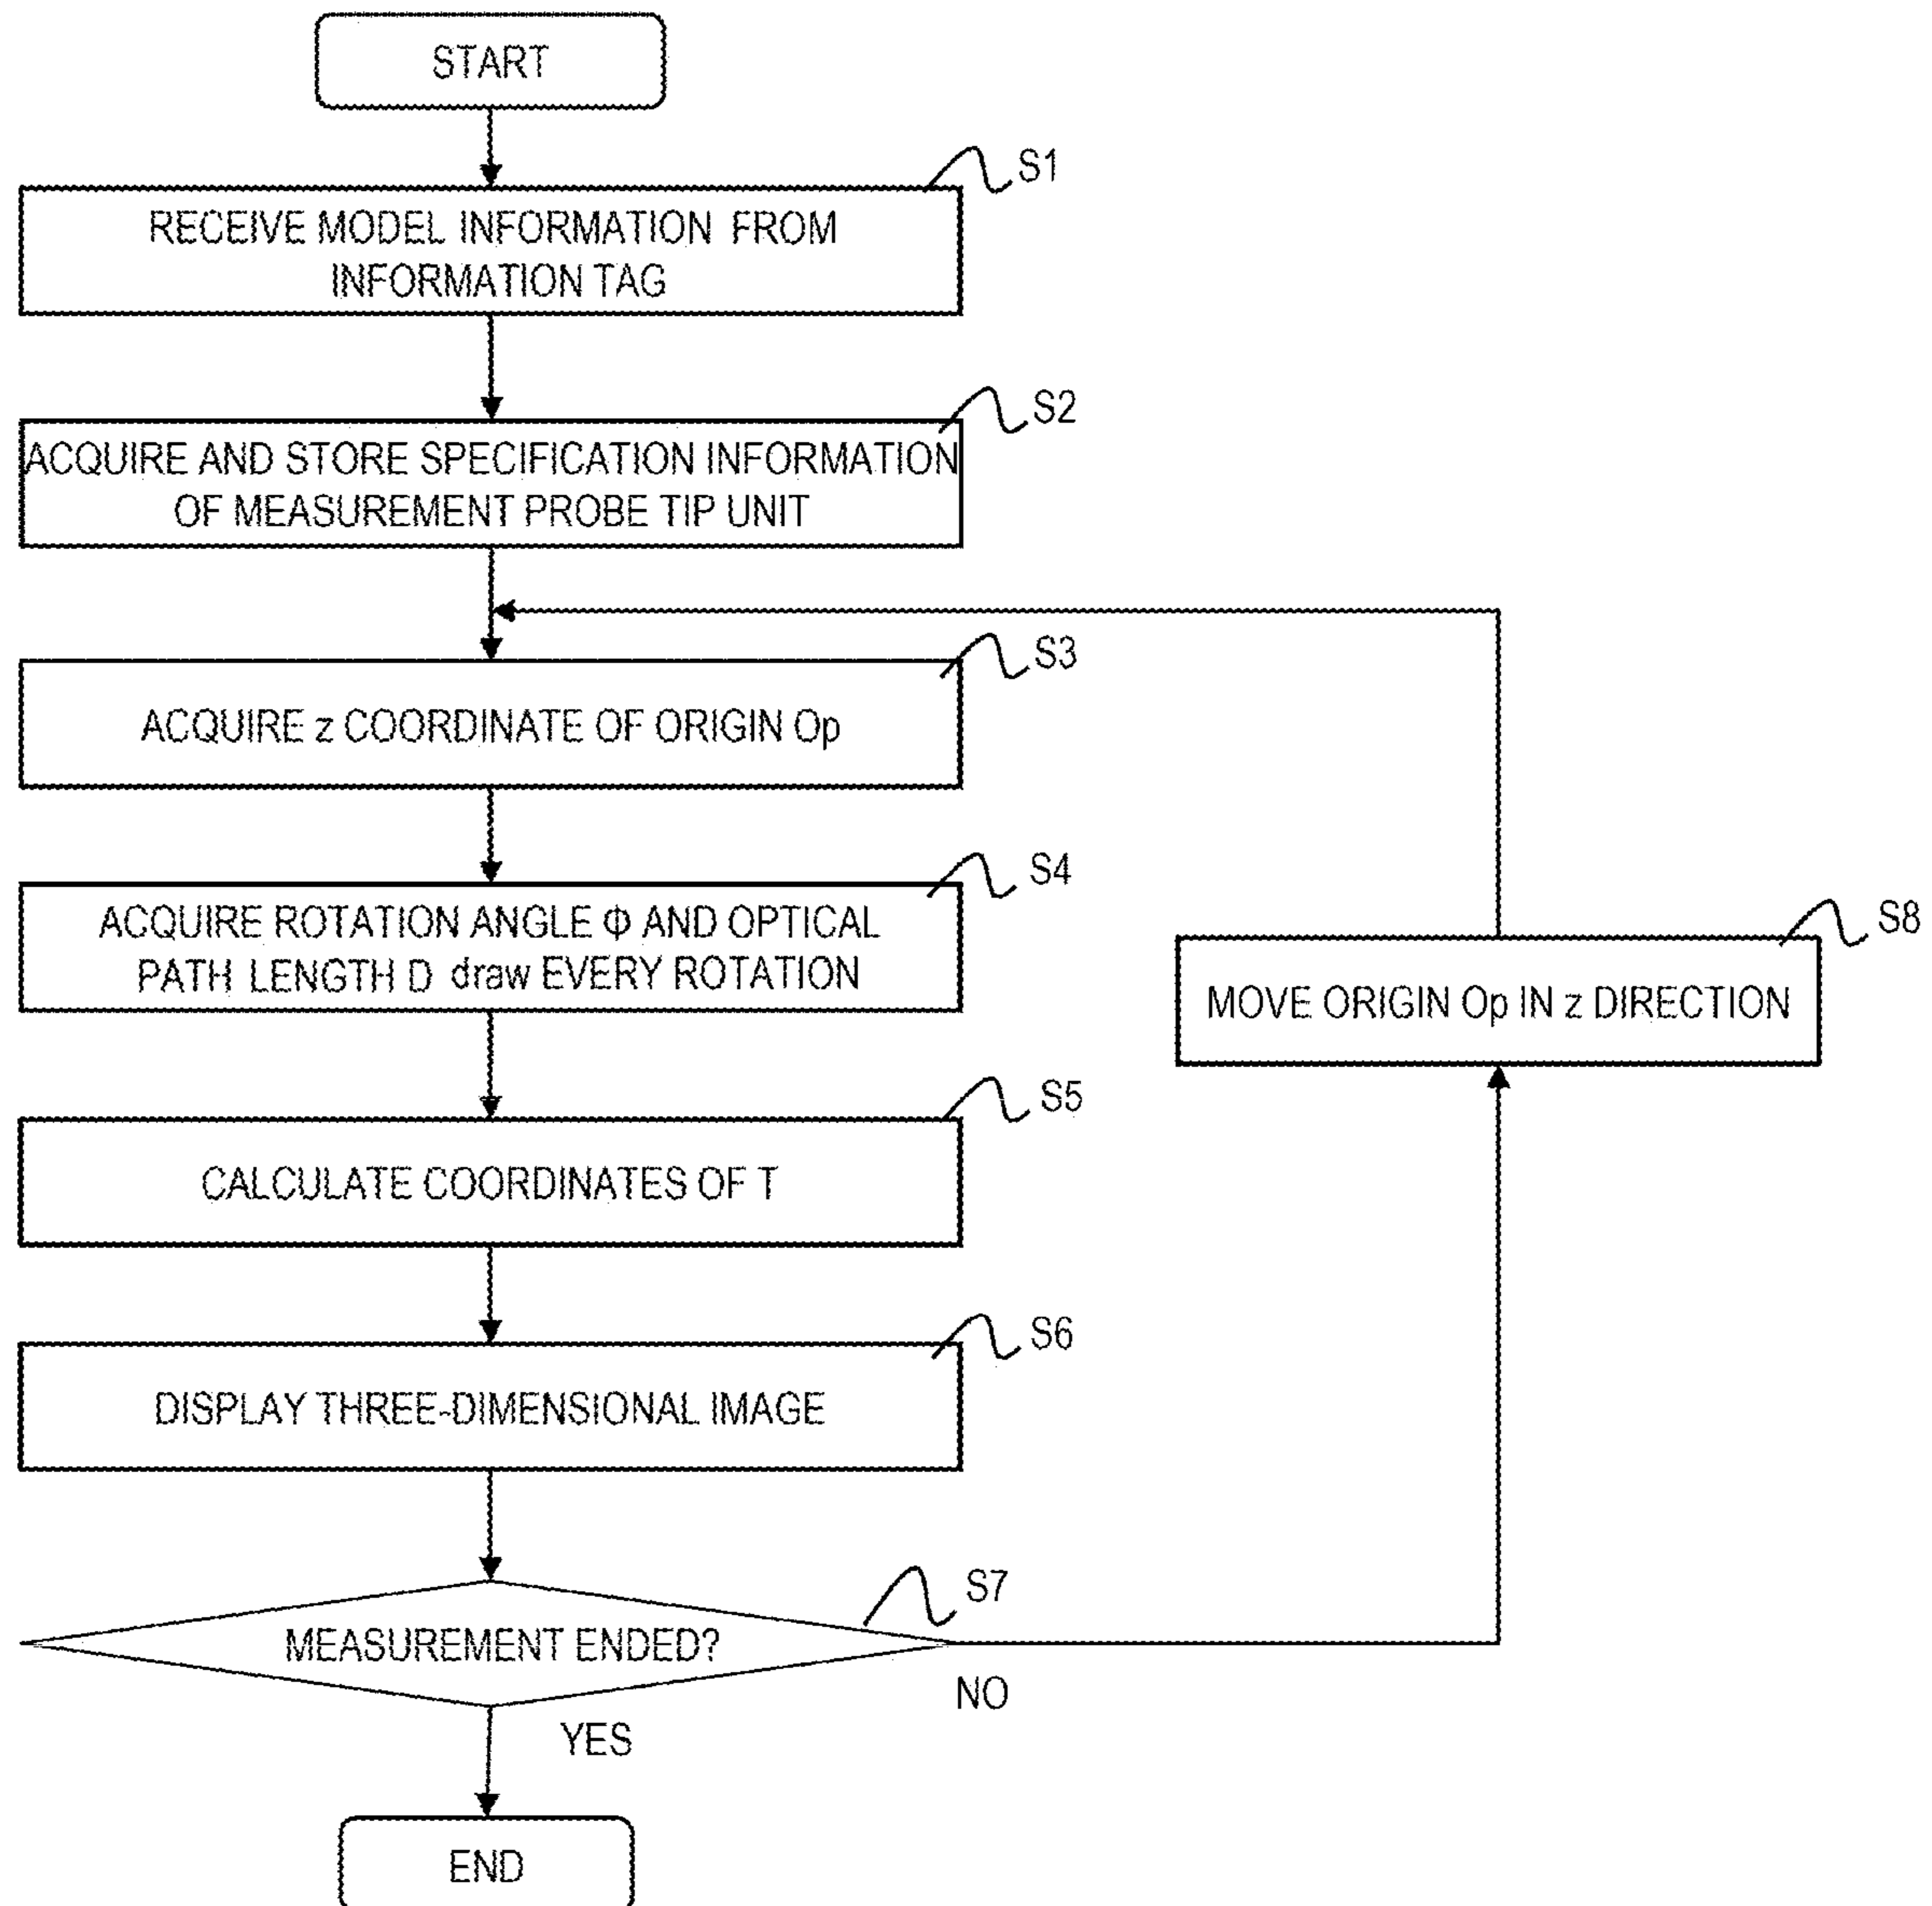 START
S1
RECEIVE MODEL INFORMATION FROM
INFORMATION TAG
S2
ACQUIRE AND STORE SPECIFICATION INFORMATION
OF MEASUREMENT PROBE TIP UNIT
S3
ACQUIRE z COORDINATE OF ORIGIN Op
S4
ACQUIRE ROTATION ANGLE Φ AND OPTICAL
PATH LENGTH D draw EVERY ROTATION
S8
MOVE ORIGIN Op IN z DIRECTION
S5
CALCULATE COORDINATES OF T
S6
DISPLAY THREE-DIMENSIONAL IMAGE
S7
MEASUREMENT ENDED?
NO
YES
END